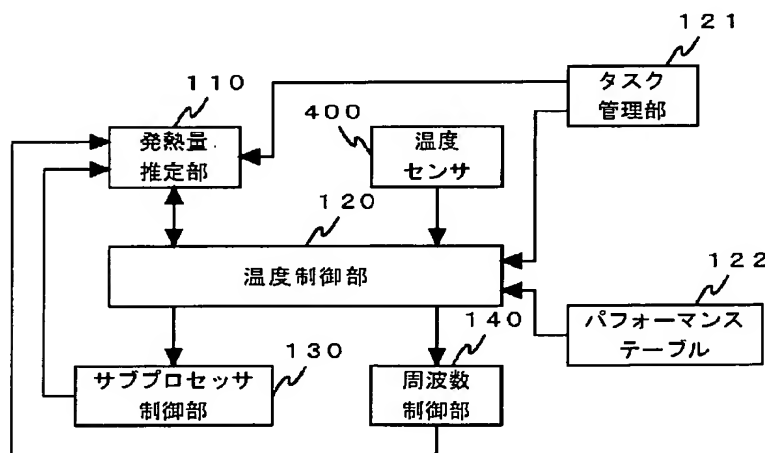 １２１
タスク
管理部
１１０
発熱量
推定部
４００
温度
センサ
１２０
温度制御部
１２２
パフォーマンス
テーブル
１３０
サブプロセッサ
制御部
１４０
周波数
制御部